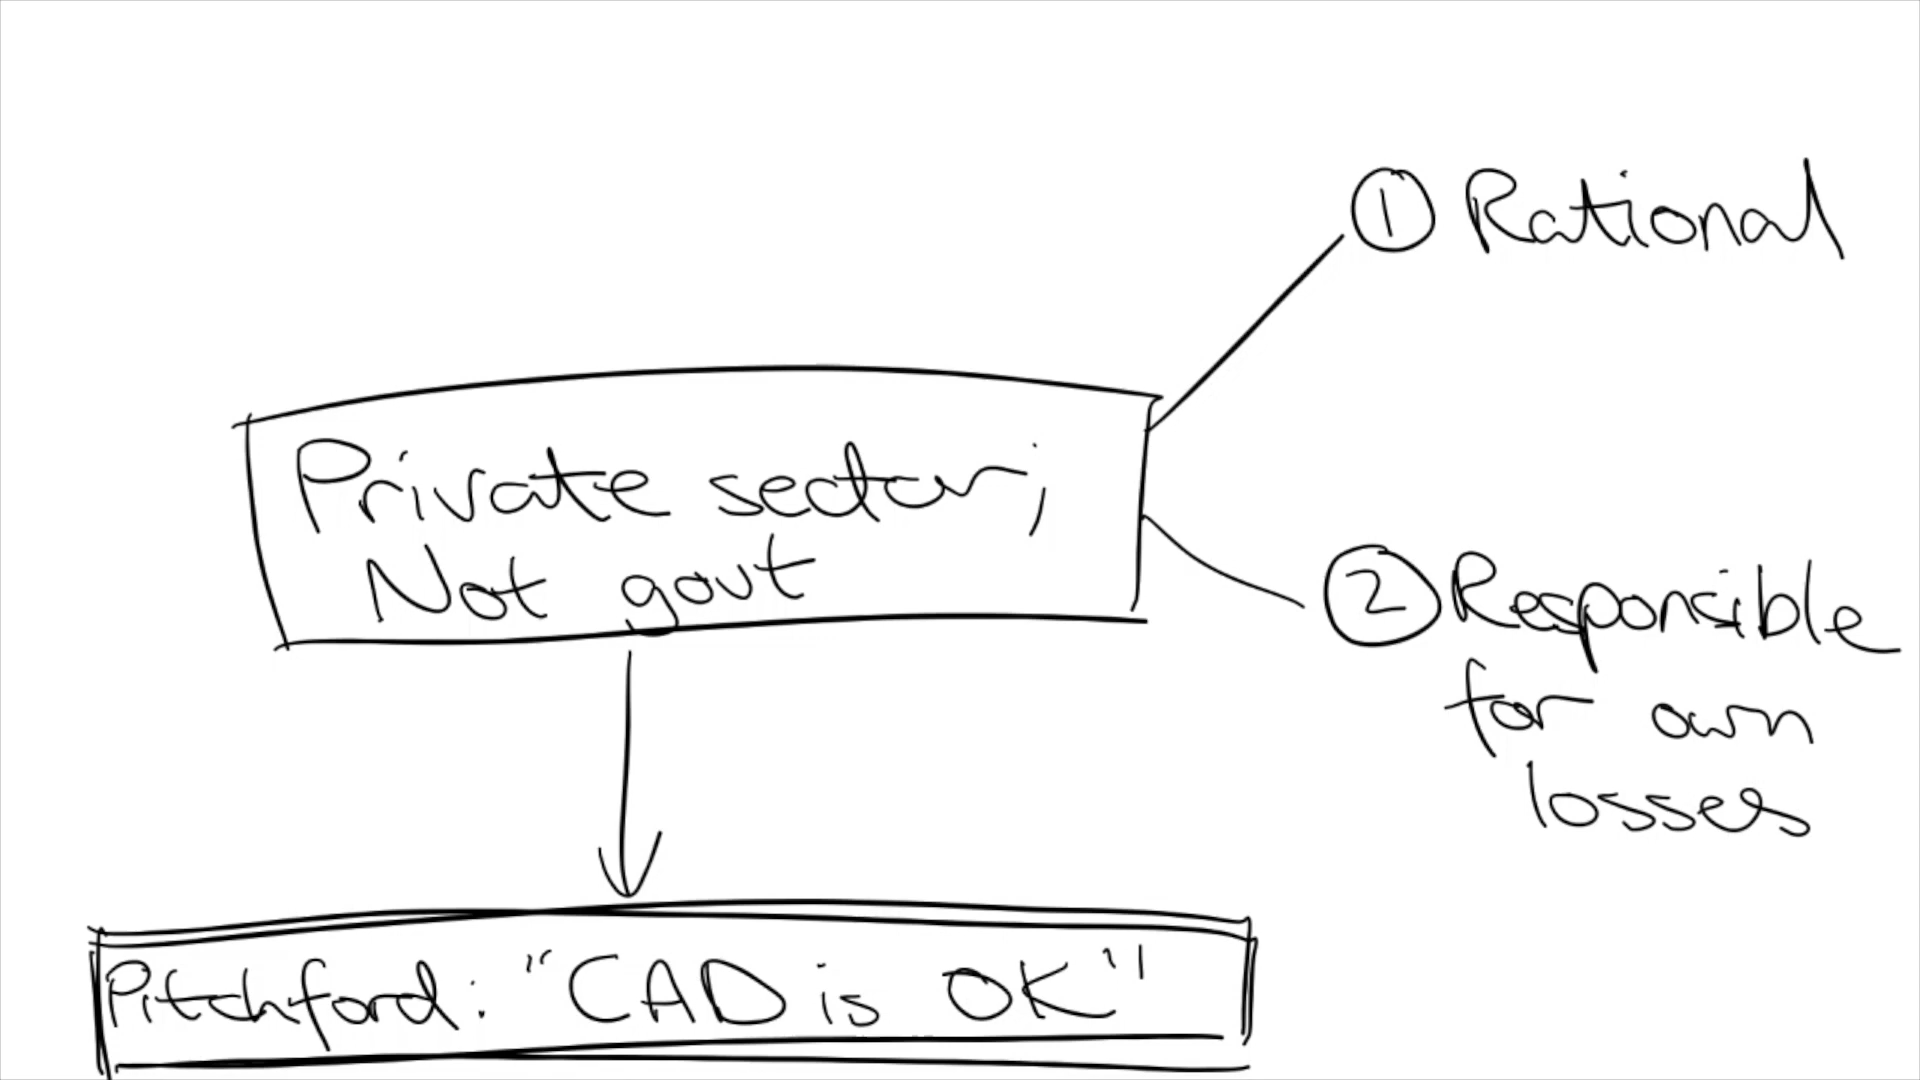 ① Rational
Private sector;
Not govt
② Responsible
for own
losses
Pitchford: "CAD is OK"